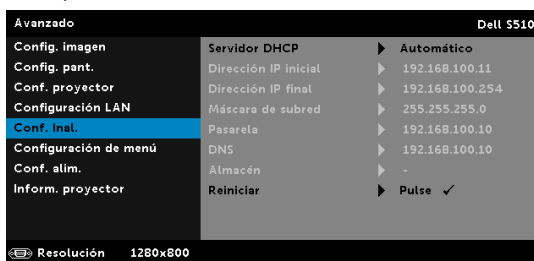 Avanzado Dell S510
Config. imagen
Config. pant.
Conf. proyector
Configuración LAN
Conf. Inal.
Configuración de menú
Conf. alim.
Inform. proyector
Servidor DHCP Automático
Dirección IP inicial 192.168.100.11
Dirección IP final 192.168.100.254
Máscara de subred 255.255.255.0
Pasarela 192.168.100.10
DNS 192.168.100.10
Almacén -
Reiniciar Pulse ✓
Resolución 1280x800